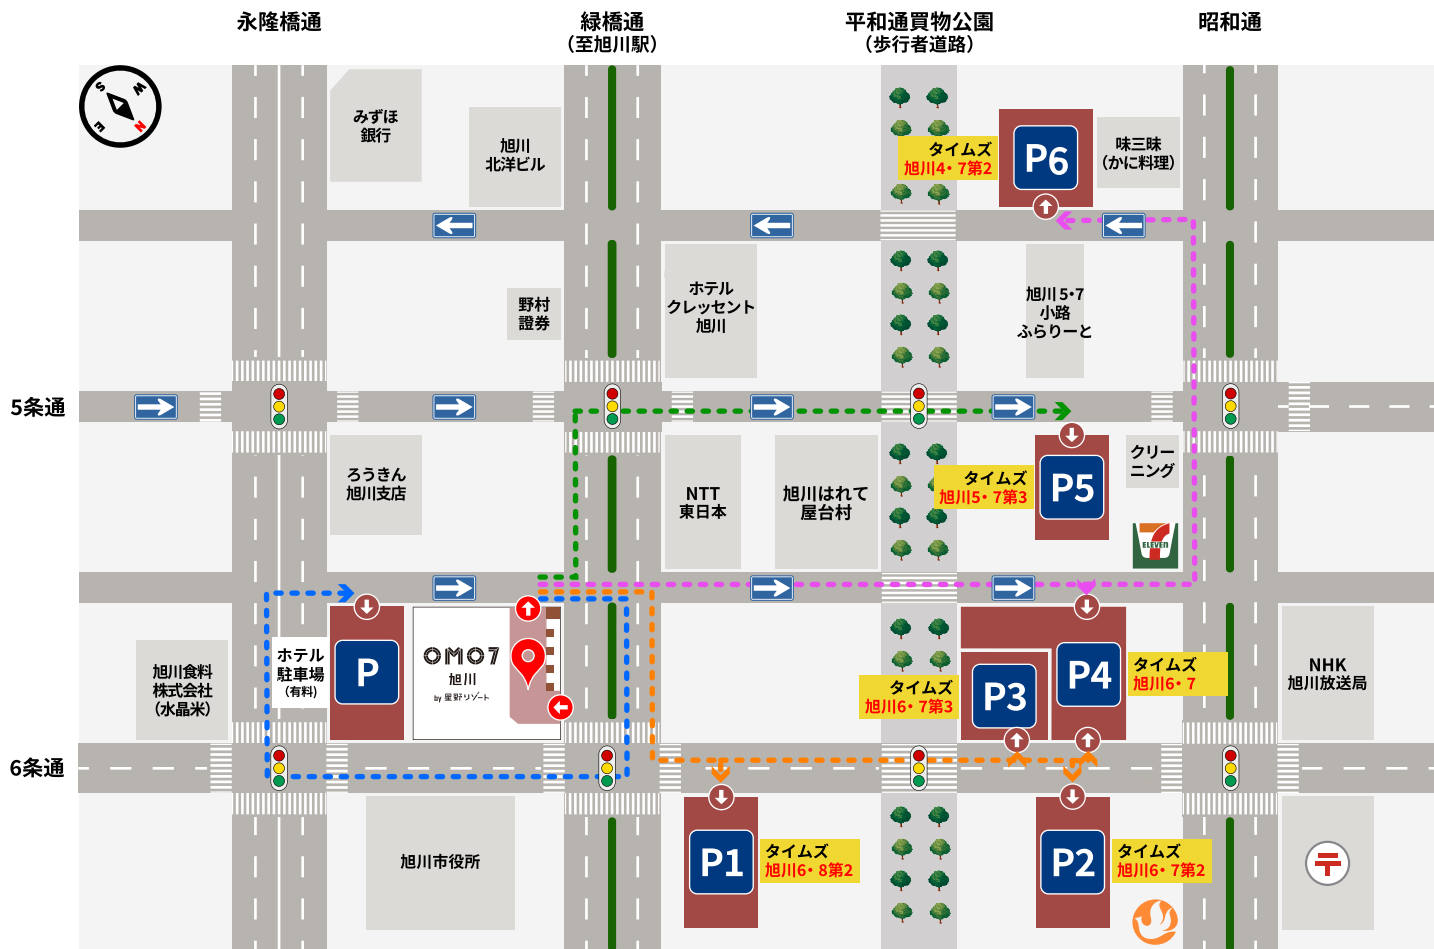 永隆橋通
緑橋通
（至旭川駅）
平和通買物公園
（歩行者道路）
昭和通
S
W
E
N
みずほ
銀行
旭川
北洋ビル
タイムズ
旭川4・7第2
P6
味三昧
（かに料理）
野村
證券
ホテル
クレッセント
旭川
旭川 5・7
小路
ふらりーと
5条通
ろうきん
旭川支店
NTT
東日本
旭川はれて
屋台村
タイムズ
旭川5・7第3
P5
クリー
ニング
7
ELEVEN
旭川食料
株式会社
（水晶米）
ホテル
駐車場
（有料）
P
OMO7
旭川
by 星野リゾート
タイムズ
旭川6・7第3
P3
P4
タイムズ
旭川6・7
NHK
旭川放送局
6条通
旭川市役所
P1
タイムズ
旭川6・8第2
P2
タイムズ
旭川6・7第2
〒